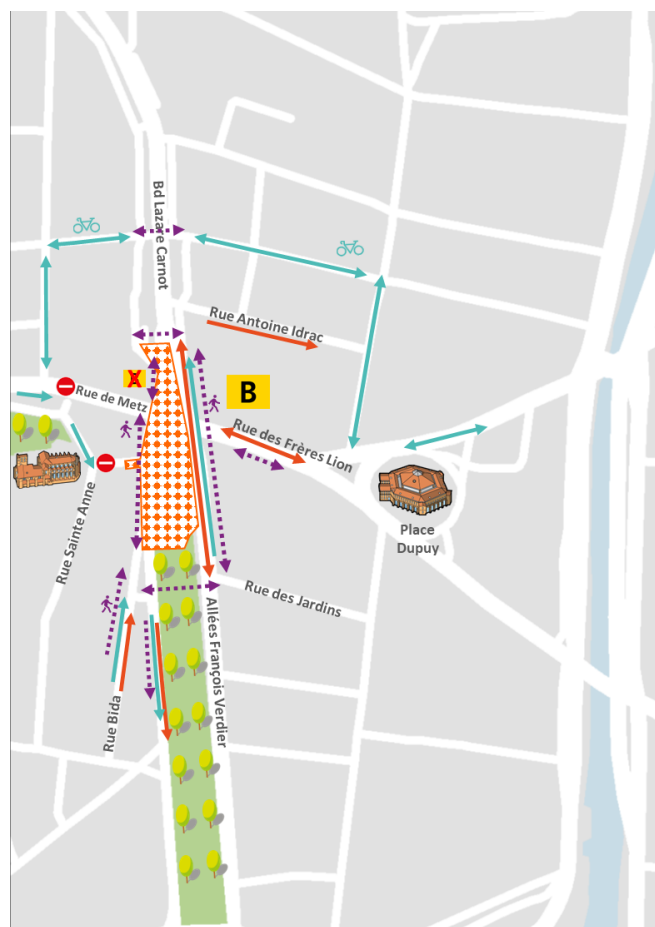 Bd Lazare Carnot
Rue Antoine Idrac
B
Rue de Metz
Rue des Frères Lion
Place
Dupuy
Rue Sainte Anne
Rue des Jardins
Allées François Verdier
Rue Bida